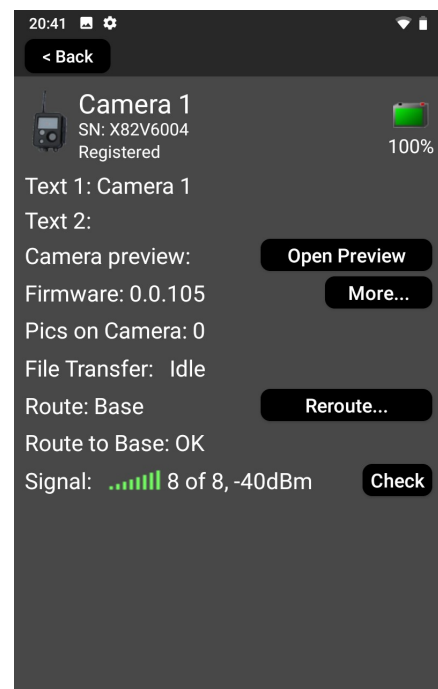 20:41
< Back
Camera 1
SN: X82V6004
Registered
100%
Text 1: Camera 1
Text 2:
Camera preview: Open Preview
Firmware: 0.0.105 More...
Pics on Camera: 0
File Transfer: Idle
Route: Base Reroute...
Route to Base: OK
Signal: 8 of 8, -40dBm Check